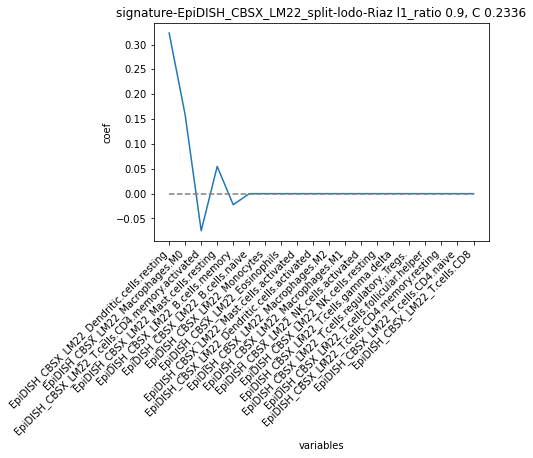 signature-EpiDISH_CBSX_LM22_split-lodo-Riaz l1_ratio 0.9, C 0.2336
coef
0.30
0.25
0.20
0.15
0.10
0.05
0.00
−0.05
EpiDISH_CBSX_LM22_Dendritic.cells.resting
EpiDISH_CBSX_LM22_Macrophages.M0
EpiDISH_CBSX_LM22_T.cells.CD4.memory.activated
EpiDISH_CBSX_LM22_Mast.cells.resting
EpiDISH_CBSX_LM22_B.cells.memory
EpiDISH_CBSX_LM22_B.cells.naive
EpiDISH_CBSX_LM22_Monocytes
EpiDISH_CBSX_LM22_Eosinophils
EpiDISH_CBSX_LM22_Mast.cells.activated
EpiDISH_CBSX_LM22_Dendritic.cells.activated
EpiDISH_CBSX_LM22_Macrophages.M2
EpiDISH_CBSX_LM22_Macrophages.M1
EpiDISH_CBSX_LM22_NK.cells.activated
EpiDISH_CBSX_LM22_NK.cells.resting
EpiDISH_CBSX_LM22_T.cells.gamma.delta
EpiDISH_CBSX_LM22_T.cells.regulatory..Tregs.
EpiDISH_CBSX_LM22_T.cells.follicular.helper
EpiDISH_CBSX_LM22_T.cells.CD4.memory.resting
EpiDISH_CBSX_LM22_T.cells.CD4.naive
EpiDISH_CBSX_LM22_T.cells.CD8
variables